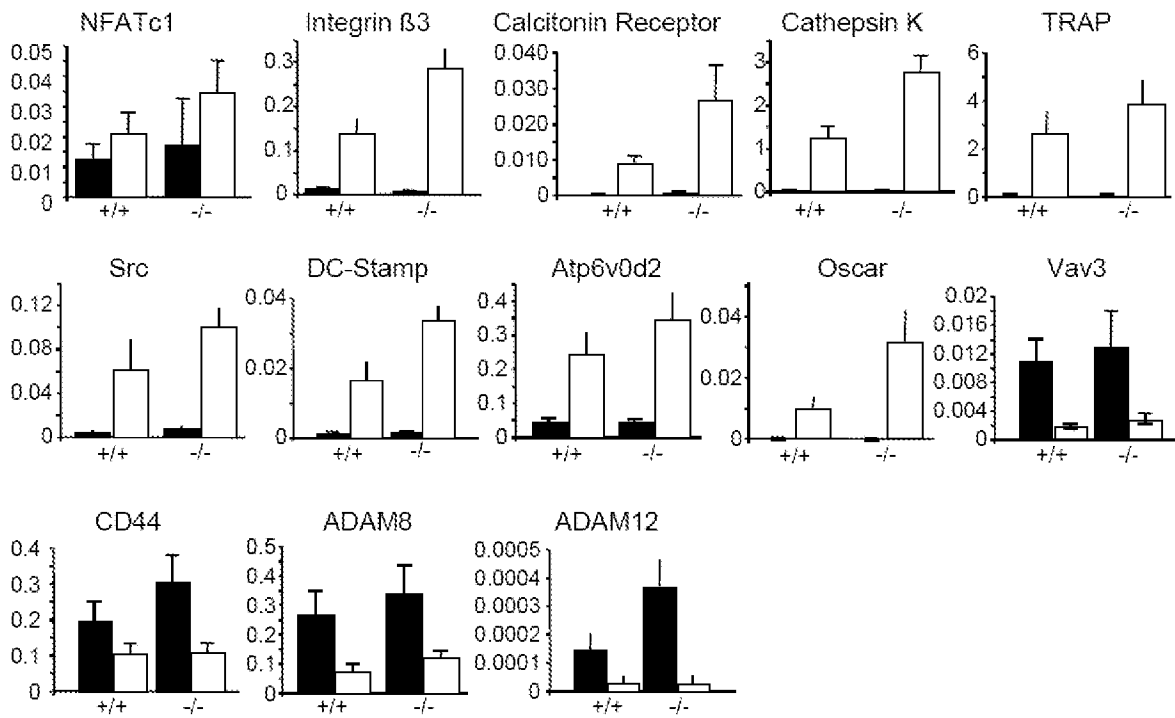 NFATc1 Integrin ß3 Calcitonin Receptor Cathepsin K TRAP
0.05 0.04 0.03 0.02 0.01 0 +/+ -/-
0.3 0.2 0.1 0 +/+ -/-
0.040 0.030 0.020 0.010 0 +/+ -/-
3 2 1 0 +/+ -/-
6 4 2 0 +/+ -/-
Src DC-Stamp Atp6v0d2 Oscar Vav3
0.12 0.08 0.04 0 +/+ -/-
0.04 0.02 0 +/+ -/-
0.4 0.3 0.2 0.1 0 +/+ -/-
0.04 0.02 0 +/+ -/-
0.02 0.016 0.012 0.008 0.004 0 +/+ -/-
CD44 ADAM8 ADAM12
0.4 0.3 0.2 0.1 0 +/+ -/-
0.5 0.4 0.3 0.2 0.1 0 +/+ -/-
0.0005 0.0004 0.0003 0.0002 0.0001 0 +/+ -/-